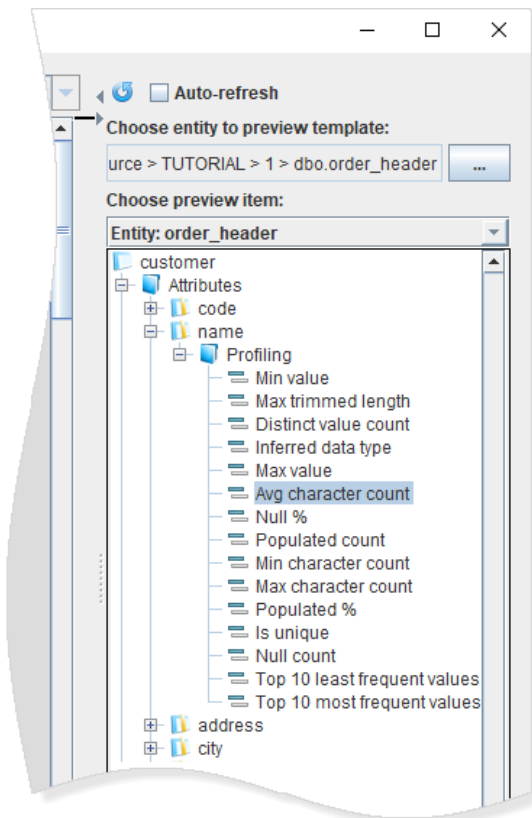 Auto-refresh
Choose entity to preview template:
urce > TUTORIAL > 1 > dbo.order_header ...
Choose preview item:
Entity: order_header
customer
Attributes
code
name
Profiling
Min value
Max trimmed length
Distinct value count
Inferred data type
Max value
Avg character count
Null %
Populated count
Min character count
Max character count
Populated %
Is unique
Null count
Top 10 least frequent values
Top 10 most frequent values
address
city